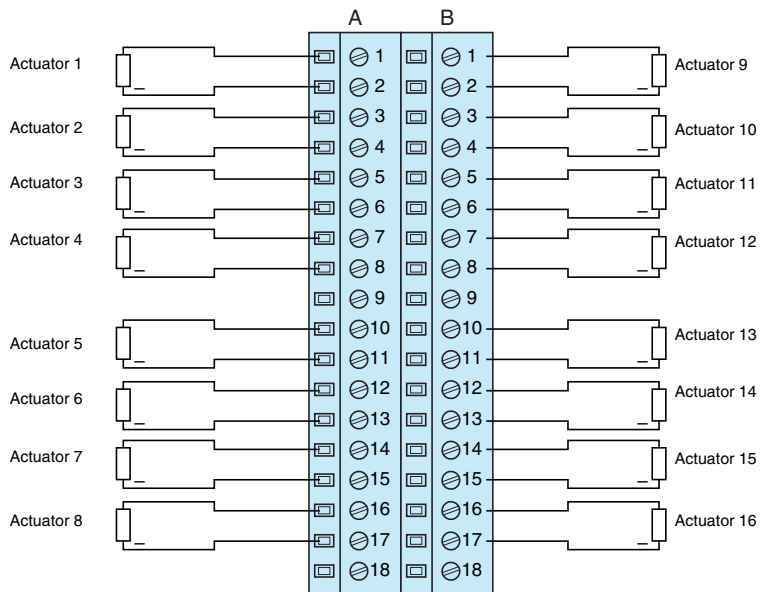 A B
Actuator 1 1 1 Actuator 9
2 2
Actuator 2 3 3 Actuator 10
4 4
Actuator 3 5 5 Actuator 11
6 6
Actuator 4 7 7 Actuator 12
8 8
9 9
Actuator 5 10 10 Actuator 13
11 11
Actuator 6 12 12 Actuator 14
13 13
Actuator 7 14 14 Actuator 15
15 15
Actuator 8 16 16 Actuator 16
17 17
18 18